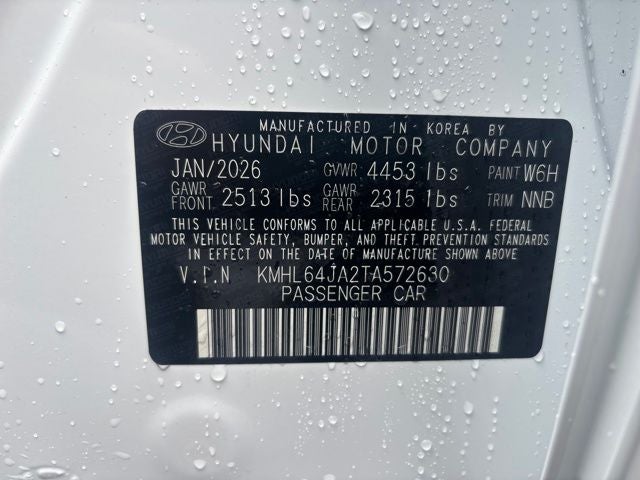 MANUFACTURED IN KOREA BY
HYUNDAI MOTOR COMPANY
JAN/2026 GVWR 4453 lbs PAINT W6H
GAWR FRONT 2513 lbs GAWR REAR 2315 lbs TRIM NNB
THIS VEHICLE CONFORMS TO ALL APPLICABLE U.S.A. FEDERAL
MOTOR VEHICLE SAFETY, BUMPER, AND THEFT PREVENTION STANDARDS
IN EFFECT ON THE DATE OF MANUFACTURE SHOWN ABOVE
V.I.N KMHL64JA2TA572630
PASSENGER CAR